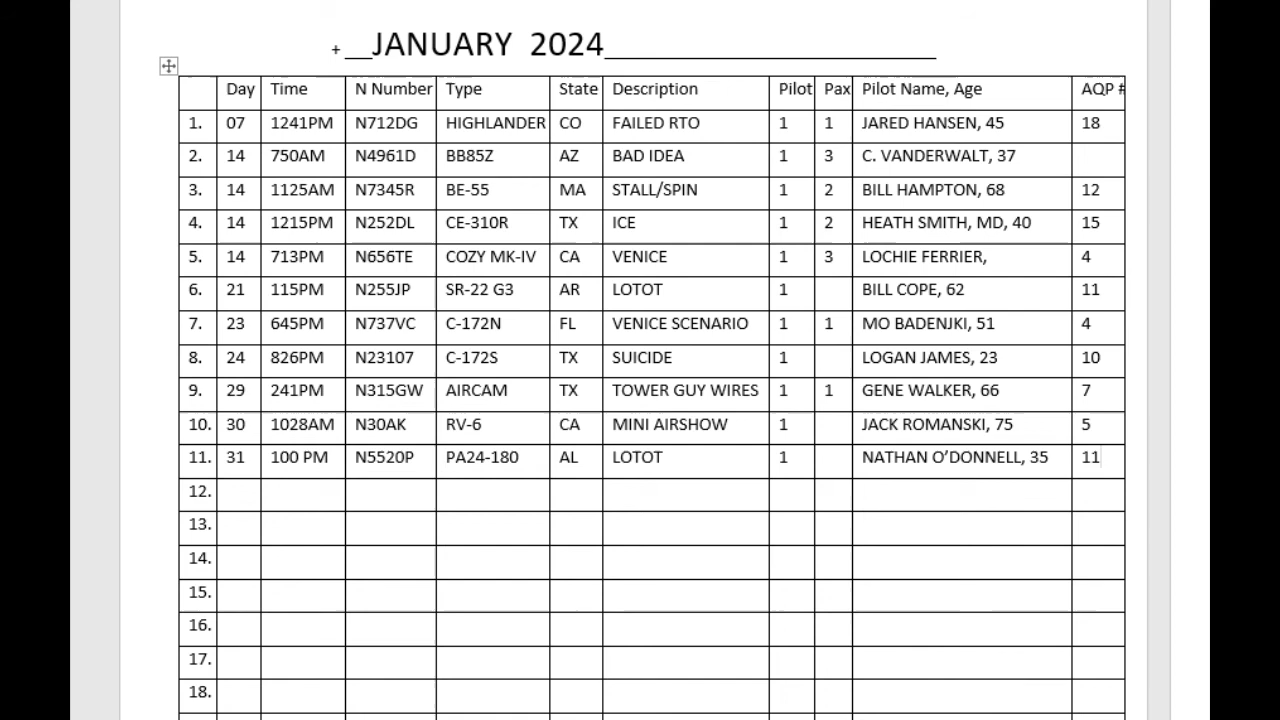 + __JANUARY 2024______________________
Day Time N Number Type State Description Pilot Pax Pilot Name, Age AQP #
1. 07 1241PM N712DG HIGHLANDER CO FAILED RTO 1 1 JARED HANSEN, 45 18
2. 14 750AM N4961D BB85Z AZ BAD IDEA 1 3 C. VANDERWALT, 37
3. 14 1125AM N7345R BE-55 MA STALL/SPIN 1 2 BILL HAMPTON, 68 12
4. 14 1215PM N252DL CE-310R TX ICE 1 2 HEATH SMITH, MD, 40 15
5. 14 713PM N656TE COZY MK-IV CA VENICE 1 3 LOCHIE FERRIER, 4
6. 21 115PM N255JP SR-22 G3 AR LOTOT 1 BILL COPE, 62 11
7. 23 645PM N737VC C-172N FL VENICE SCENARIO 1 1 MO BADENJKI, 51 4
8. 24 826PM N23107 C-172S TX SUICIDE 1 LOGAN JAMES, 23 10
9. 29 241PM N315GW AIRCAM TX TOWER GUY WIRES 1 1 GENE WALKER, 66 7
10. 30 1028AM N30AK RV-6 CA MINI AIRSHOW 1 JACK ROMANSKI, 75 5
11. 31 100 PM N5520P PA24-180 AL LOTOT 1 NATHAN O’DONNELL, 35 11
12.
13.
14.
15.
16.
17.
18.